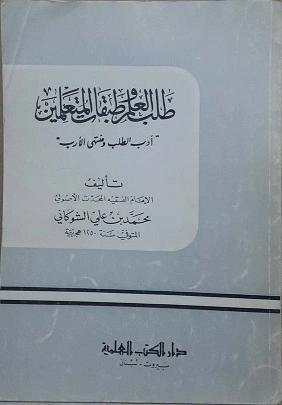 طلب العلم وطبقات المتعلمين
"أدب الطلب ومنتهى الأرب"
تأليف
الإمام الفقيه المحدث الأصولي
محمد بن علي الشوكاني
المتوفى سنة ١٢٥٠ هجرية
دار الكتب العلمية
بيروت - لبنان